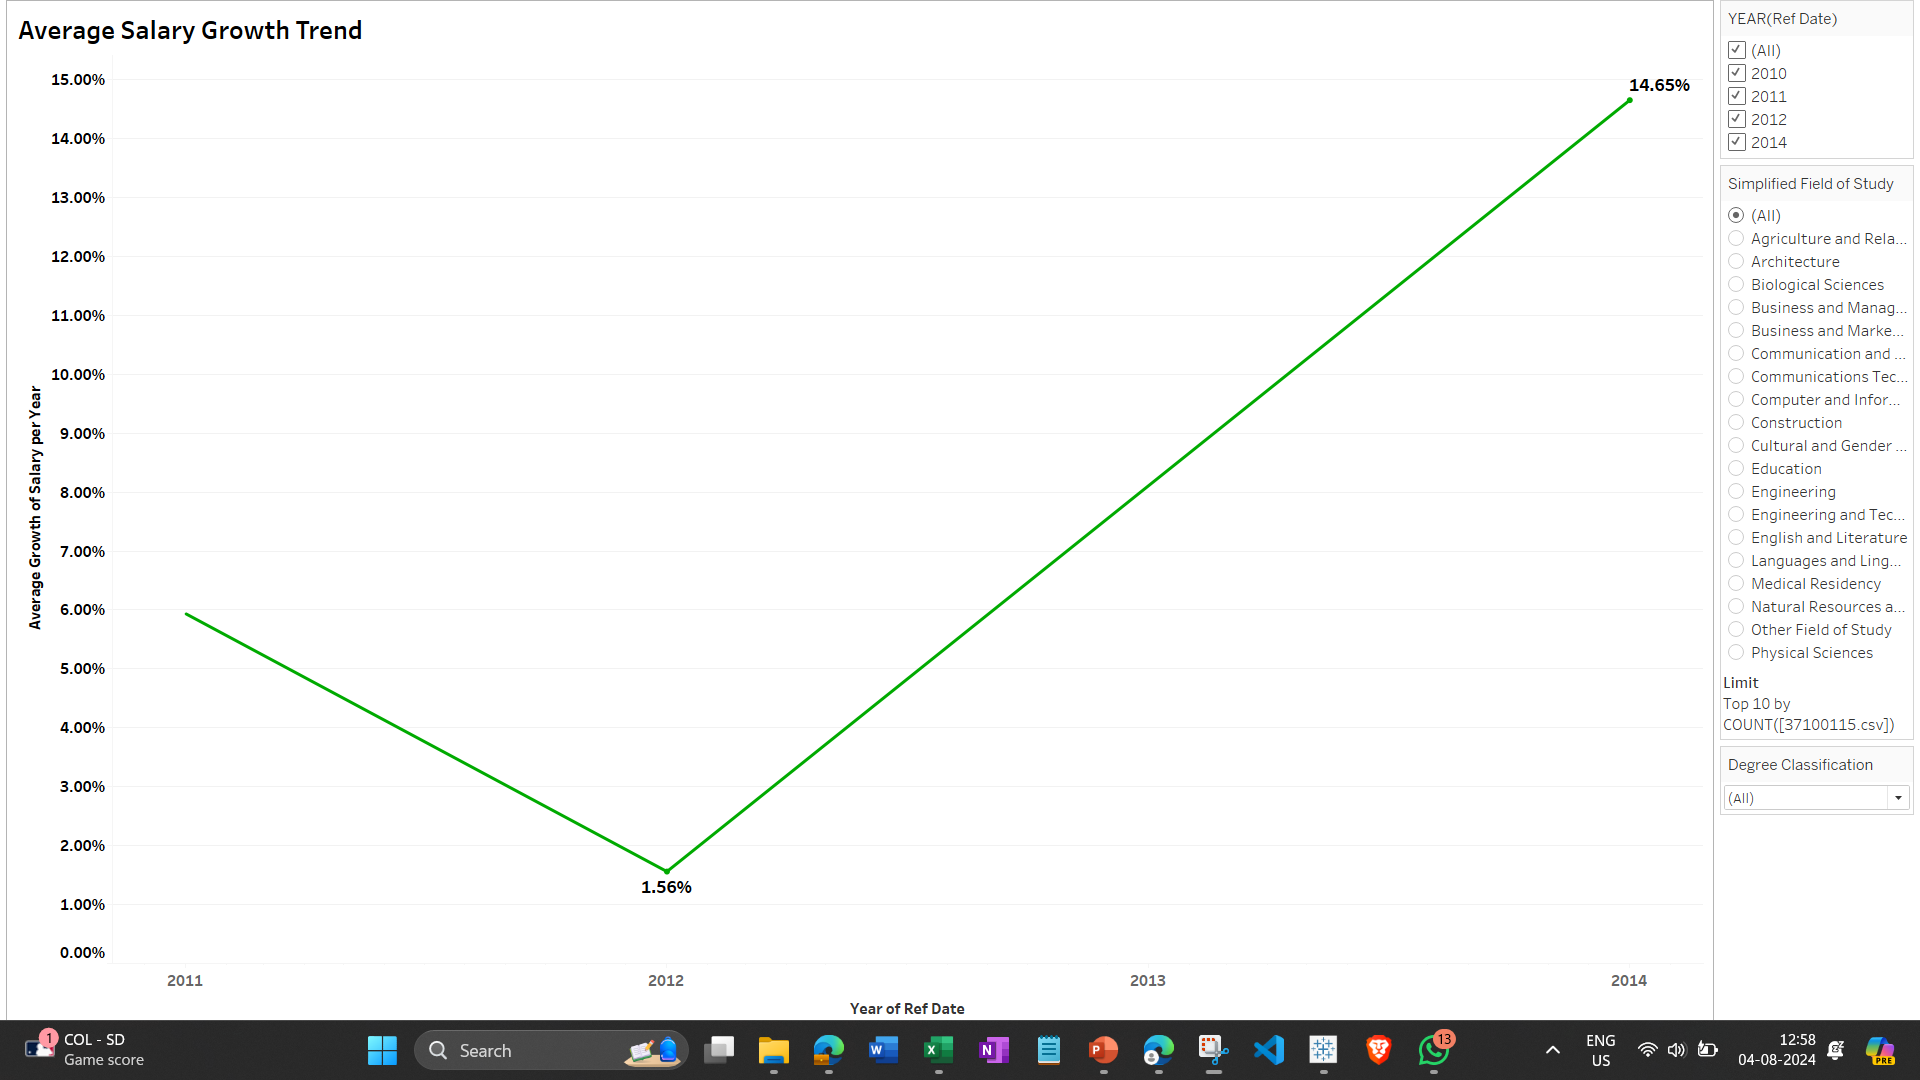 Average Salary Growth Trend
15.00%
14.00%
13.00%
12.00%
11.00%
10.00%
9.00%
8.00%
7.00%
6.00%
5.00%
4.00%
3.00%
2.00%
1.00%
0.00%
Average Growth of Salary per Year
14.65%
1.56%
2011
2012
2013
2014
Year of Ref Date
YEAR(Ref Date)
(All)
2010
2011
2012
2014
Simplified Field of Study
(All)
Agriculture and Rela...
Architecture
Biological Sciences
Business and Manag...
Business and Marke...
Communication and ...
Communications Tec...
Computer and Infor...
Construction
Cultural and Gender ...
Education
Engineering
Engineering and Tec...
English and Literature
Languages and Ling...
Medical Residency
Natural Resources a...
Other Field of Study
Physical Sciences
Limit
Top 10 by
COUNT([37100115.csv])
Degree Classification
(All)
1
COL - SD
Game score
Search
W
X
N
P
13
ENG
US
12:58
04-08-2024
PRE